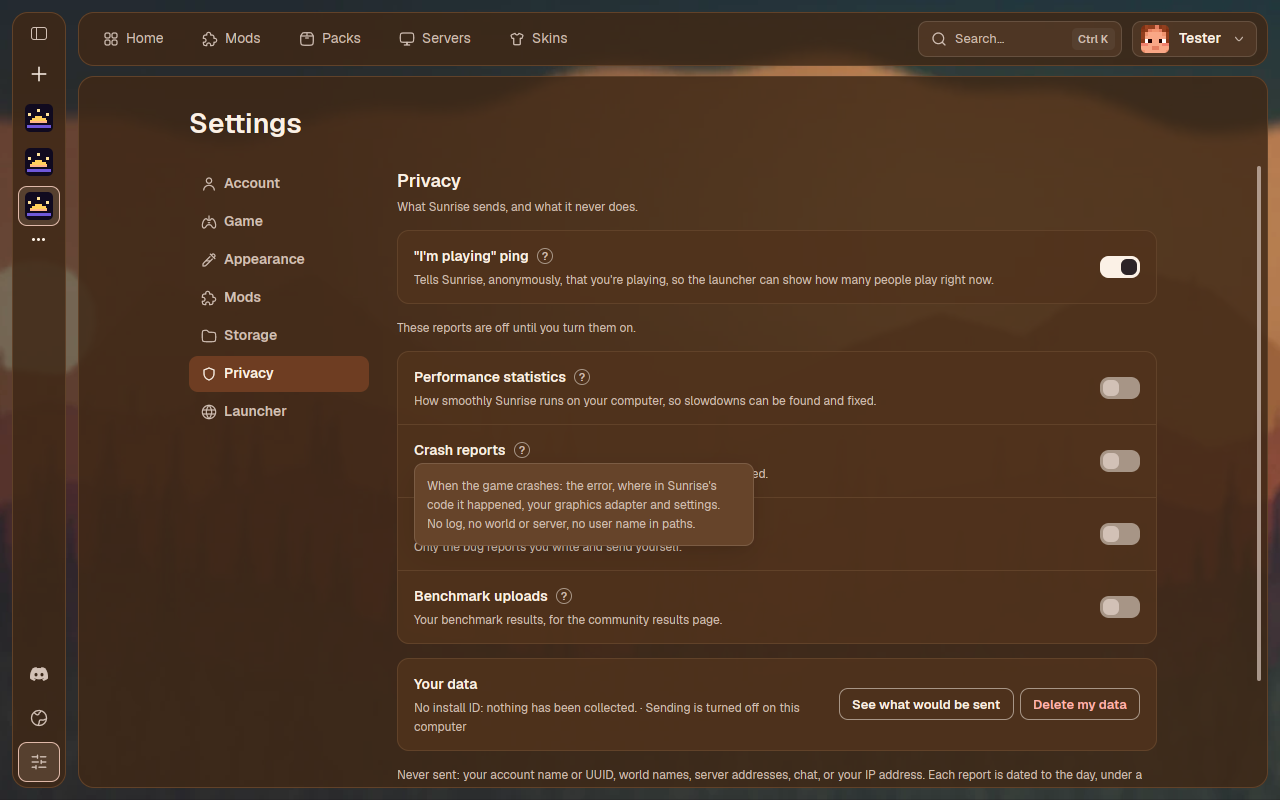 Home
Mods
Packs
Servers
Skins
Search...
Ctrl K
Tester
Settings
Account
Game
Appearance
Mods
Storage
Privacy
Launcher
Privacy
What Sunrise sends, and what it never does.
"I'm playing" ping ?
Tells Sunrise, anonymously, that you're playing, so the launcher can show how many people play right now.
These reports are off until you turn them on.
Performance statistics ?
How smoothly Sunrise runs on your computer, so slowdowns can be found and fixed.
Crash reports ?
ed.
When the game crashes: the error, where in Sunrise's
code it happened, your graphics adapter and settings.
No log, no world or server, no user name in paths.
Only the bug reports you write and send yourself.
Benchmark uploads ?
Your benchmark results, for the community results page.
Your data
No install ID: nothing has been collected. · Sending is turned off on this
computer
See what would be sent
Delete my data
Never sent: your account name or UUID, world names, server addresses, chat, or your IP address. Each report is dated to the day, under a